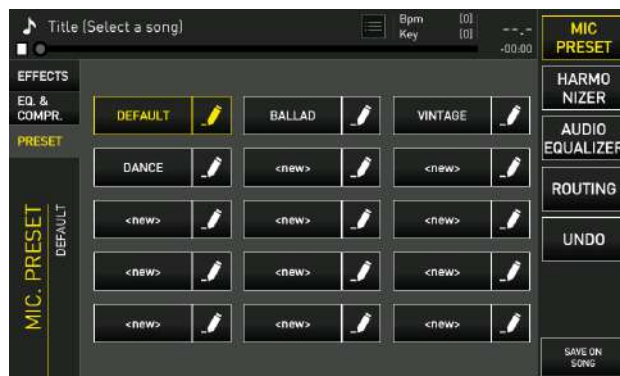 Title (Select a song)
Bpm [0]
Key [0]
--.-
-00:00
MIC
PRESET
EFFECTS
EQ. &
COMPR.
PRESET
MIC. PRESET
DEFAULT
DEFAULT BALLAD VINTAGE
DANCE <new> <new>
<new> <new> <new>
<new> <new> <new>
<new> <new> <new>
HARMO
NIZER
AUDIO
EQUALIZER
ROUTING
UNDO
SAVE ON
SONG